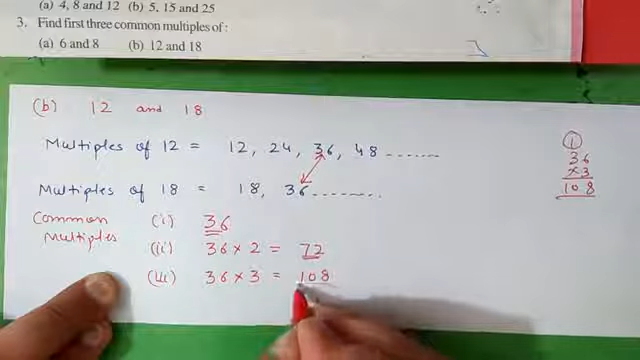 (a) 4, 8 and 12 (b) 5, 15 and 25
3. Find first three common multiples of :
(a) 6 and 8 (b) 12 and 18
(b) 12 and 18
Multiples of 12 = 12, 24, 36, 48 .......
Multiples of 18 = 18, 36 .........
Common Multiples
(i) 36
(ii) 36 × 2 = 72
(iii) 36 × 3 = 108
1
36
× 3
108